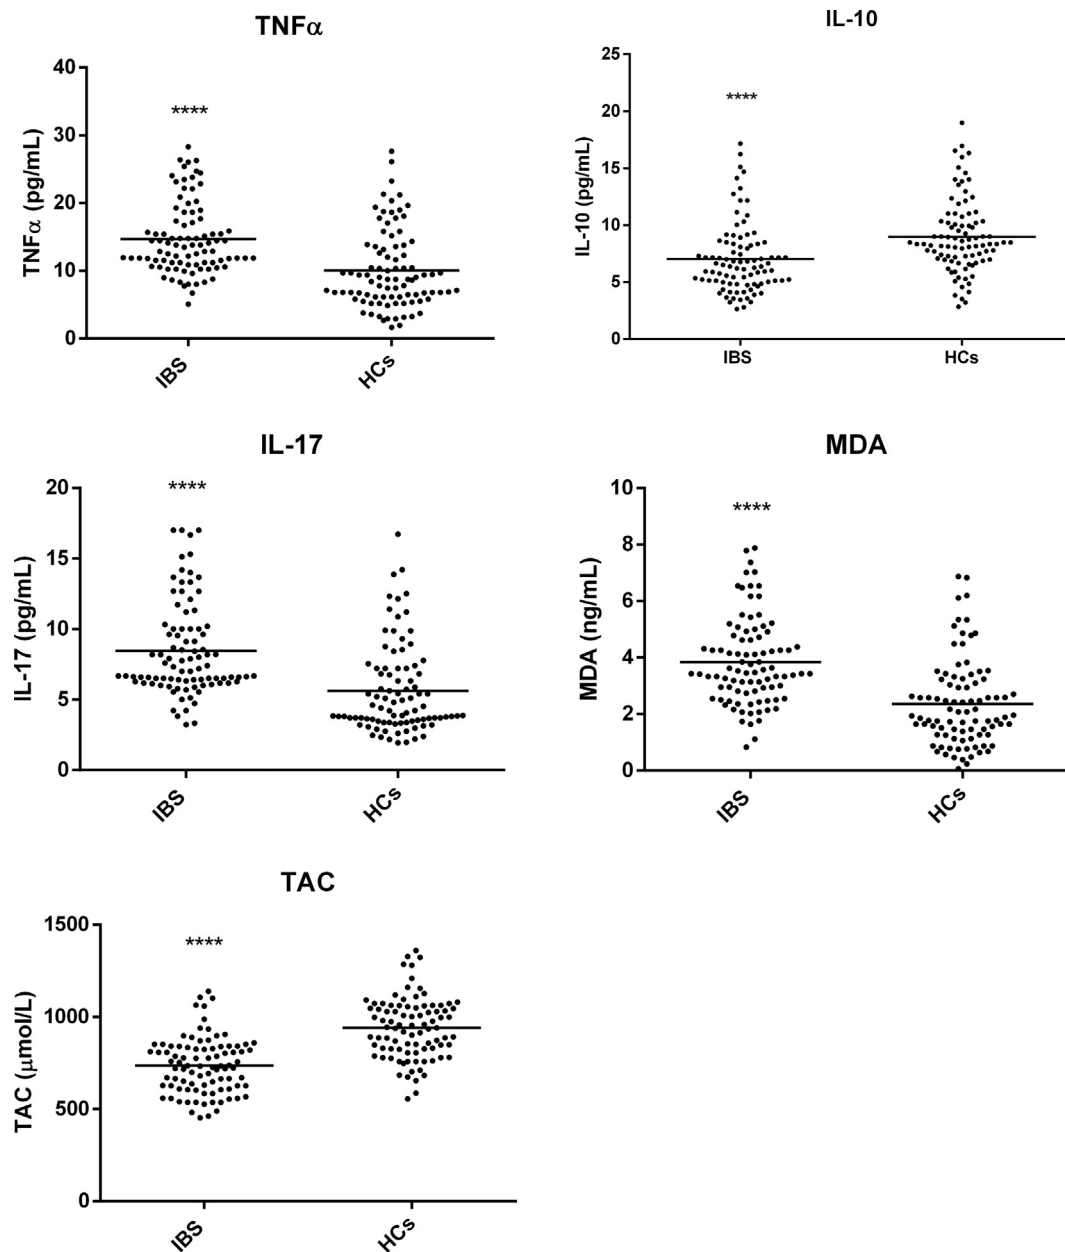 TNFα
TNFα (pg/mL)
40
30
20
10
0
****
IBS
HCs
IL-10
IL-10 (pg/mL)
25
20
15
10
5
0
****
IBS
HCs
IL-17
IL-17 (pg/mL)
20
15
10
5
0
****
IBS
HCs
MDA
MDA (ng/mL)
10
8
6
4
2
0
****
IBS
HCs
TAC
TAC (μmol/L)
1500
1000
500
0
****
IBS
HCs